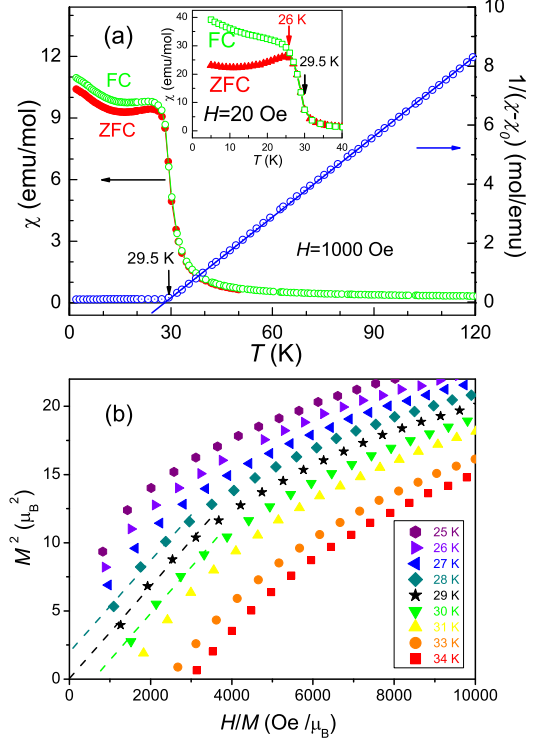 (a)
FC
ZFC
χ (emu/mol)
12
9
6
3
0
29.5 K
H=1000 Oe
0 30 60 90 120
T (K)
10
8
6
4
2
0
1/(χ-χ₀) (mol/emu)
χ (emu/mol)
40
30
20
10
0
FC
ZFC
26 K
29.5 K
H=20 Oe
0 10 20 30 40
T (K)
(b)
M² (μB²)
20
15
10
5
0
25 K
26 K
27 K
28 K
29 K
30 K
31 K
33 K
34 K
0 2000 4000 6000 8000 10000
H/M (Oe /μB)